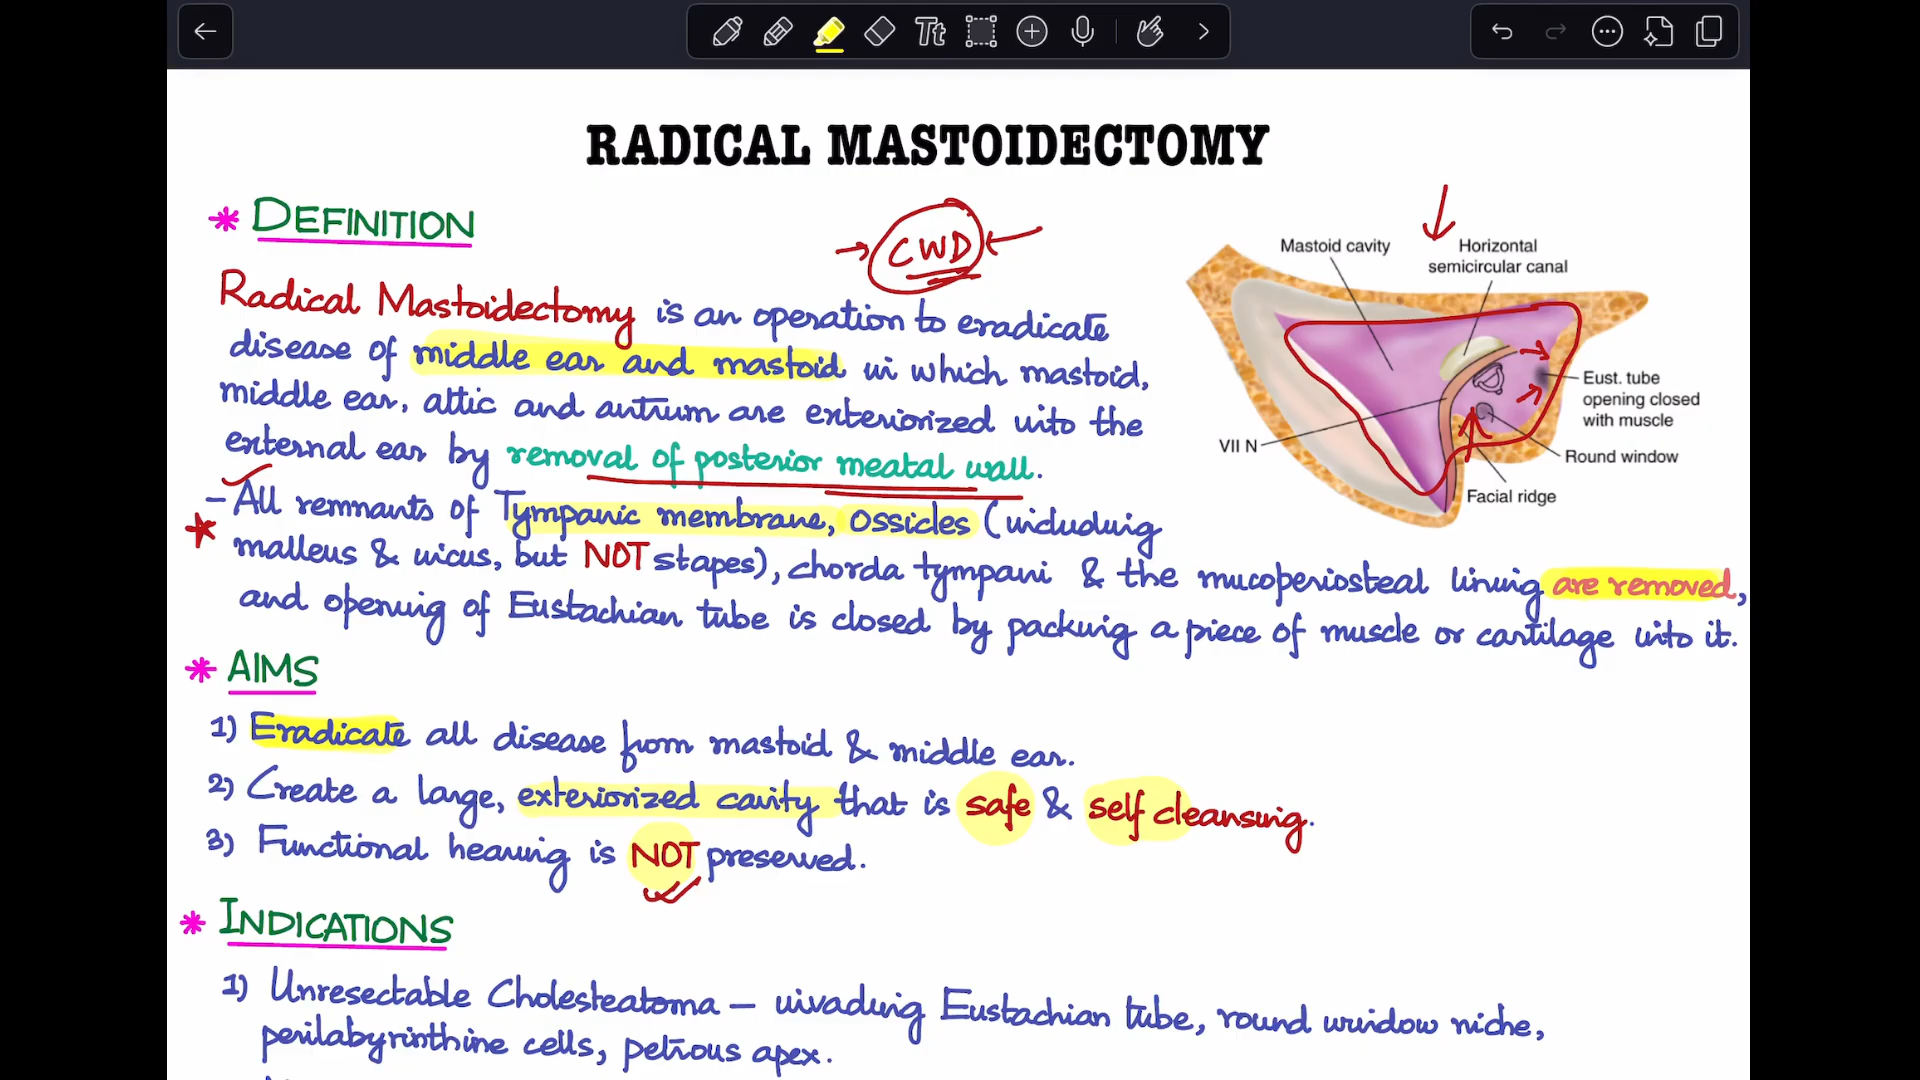 RADICAL MASTOIDECTOMY
* DEFINITION
CWD
Radical Mastoidectomy is an operation to eradicate
disease of middle ear and mastoid in which mastoid,
middle ear, attic and antrum are exteriorized into the
external ear by removal of posterior meatal wall.
- All remnants of Tympanic membrane, ossicles (including
malleus & incus, but NOT stapes), chorda tympani & the mucoperiosteal lining are removed,
and opening of Eustachian tube is closed by packing a piece of muscle or cartilage into it.
Mastoid cavity
Horizontal
semicircular canal
Eust. tube
opening closed
with muscle
VII N
Round window
Facial ridge
* AIMS
1) Eradicate all disease from mastoid & middle ear.
2) Create a large, exteriorized cavity that is safe & self cleansing.
3) Functional hearing is NOT preserved.
* INDICATIONS
1) Unresectable Cholesteatoma – invading Eustachian tube, round window niche,
perilabyrinthine cells, petrous apex.